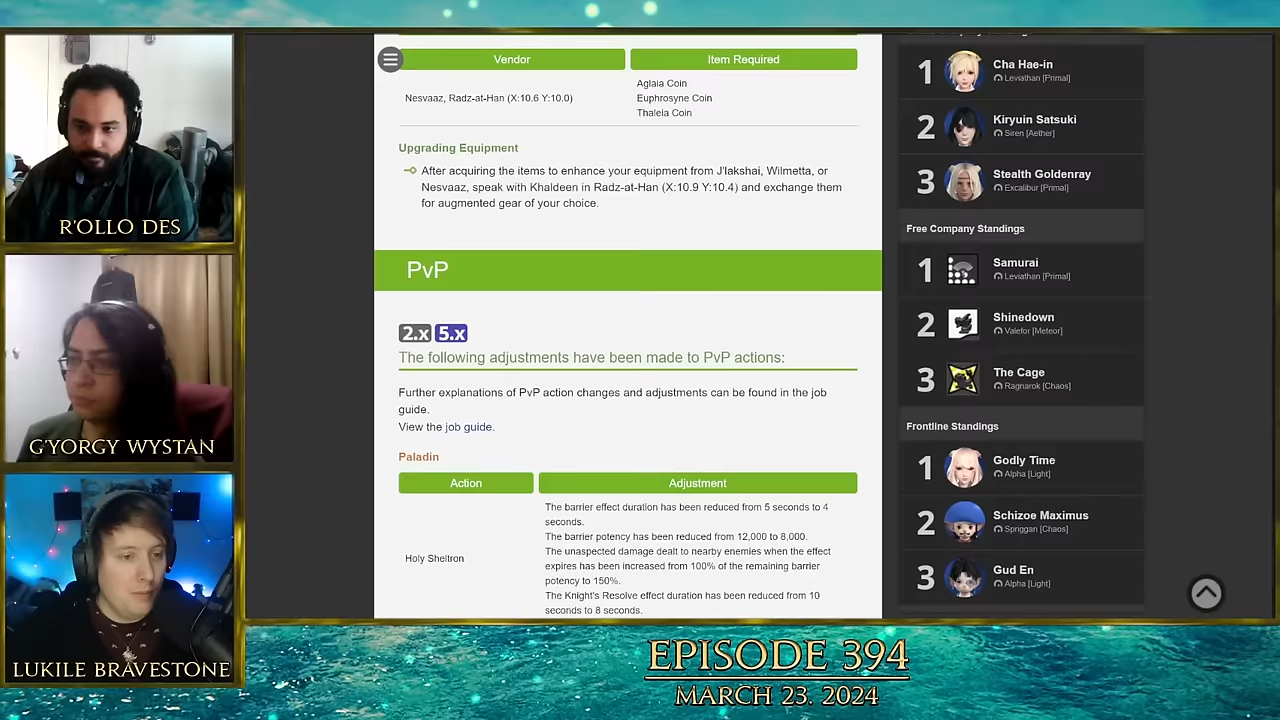 R'OLLO DES
G'YORGY WYSTAN
LUKILE BRAVESTONE
Vendor
Item Required
Nesvaaz, Radz-at-Han (X:10.6 Y:10.0)
Aglaia Coin
Euphrosyne Coin
Thaleia Coin
Upgrading Equipment
After acquiring the items to enhance your equipment from J'lakshai, Wilmetta, or
Nesvaaz, speak with Khaldeen in Radz-at-Han (X:10.9 Y:10.4) and exchange them
for augmented gear of your choice.
PvP
2.x 5.x
The following adjustments have been made to PvP actions:
Further explanations of PvP action changes and adjustments can be found in the job
guide.
View the job guide.
Paladin
Action
Adjustment
Holy Sheltron
The barrier effect duration has been reduced from 5 seconds to 4
seconds.
The barrier potency has been reduced from 12,000 to 8,000.
The unaspected damage dealt to nearby enemies when the effect
expires has been increased from 100% of the remaining barrier
potency to 150%.
The Knight's Resolve effect duration has been reduced from 10
seconds to 8 seconds.
1
Cha Hae-in
Leviathan [Primal]
2
Kiryuin Satsuki
Siren [Aether]
3
Stealth Goldenray
Excalibur [Primal]
Free Company Standings
1
Samurai
Leviathan [Primal]
2
Shinedown
Valefor [Meteor]
3
The Cage
Ragnarok [Chaos]
Frontline Standings
1
Godly Time
Alpha [Light]
2
Schizoe Maximus
Spriggan [Chaos]
3
Gud En
Alpha [Light]
EPISODE 394
MARCH 23, 2024